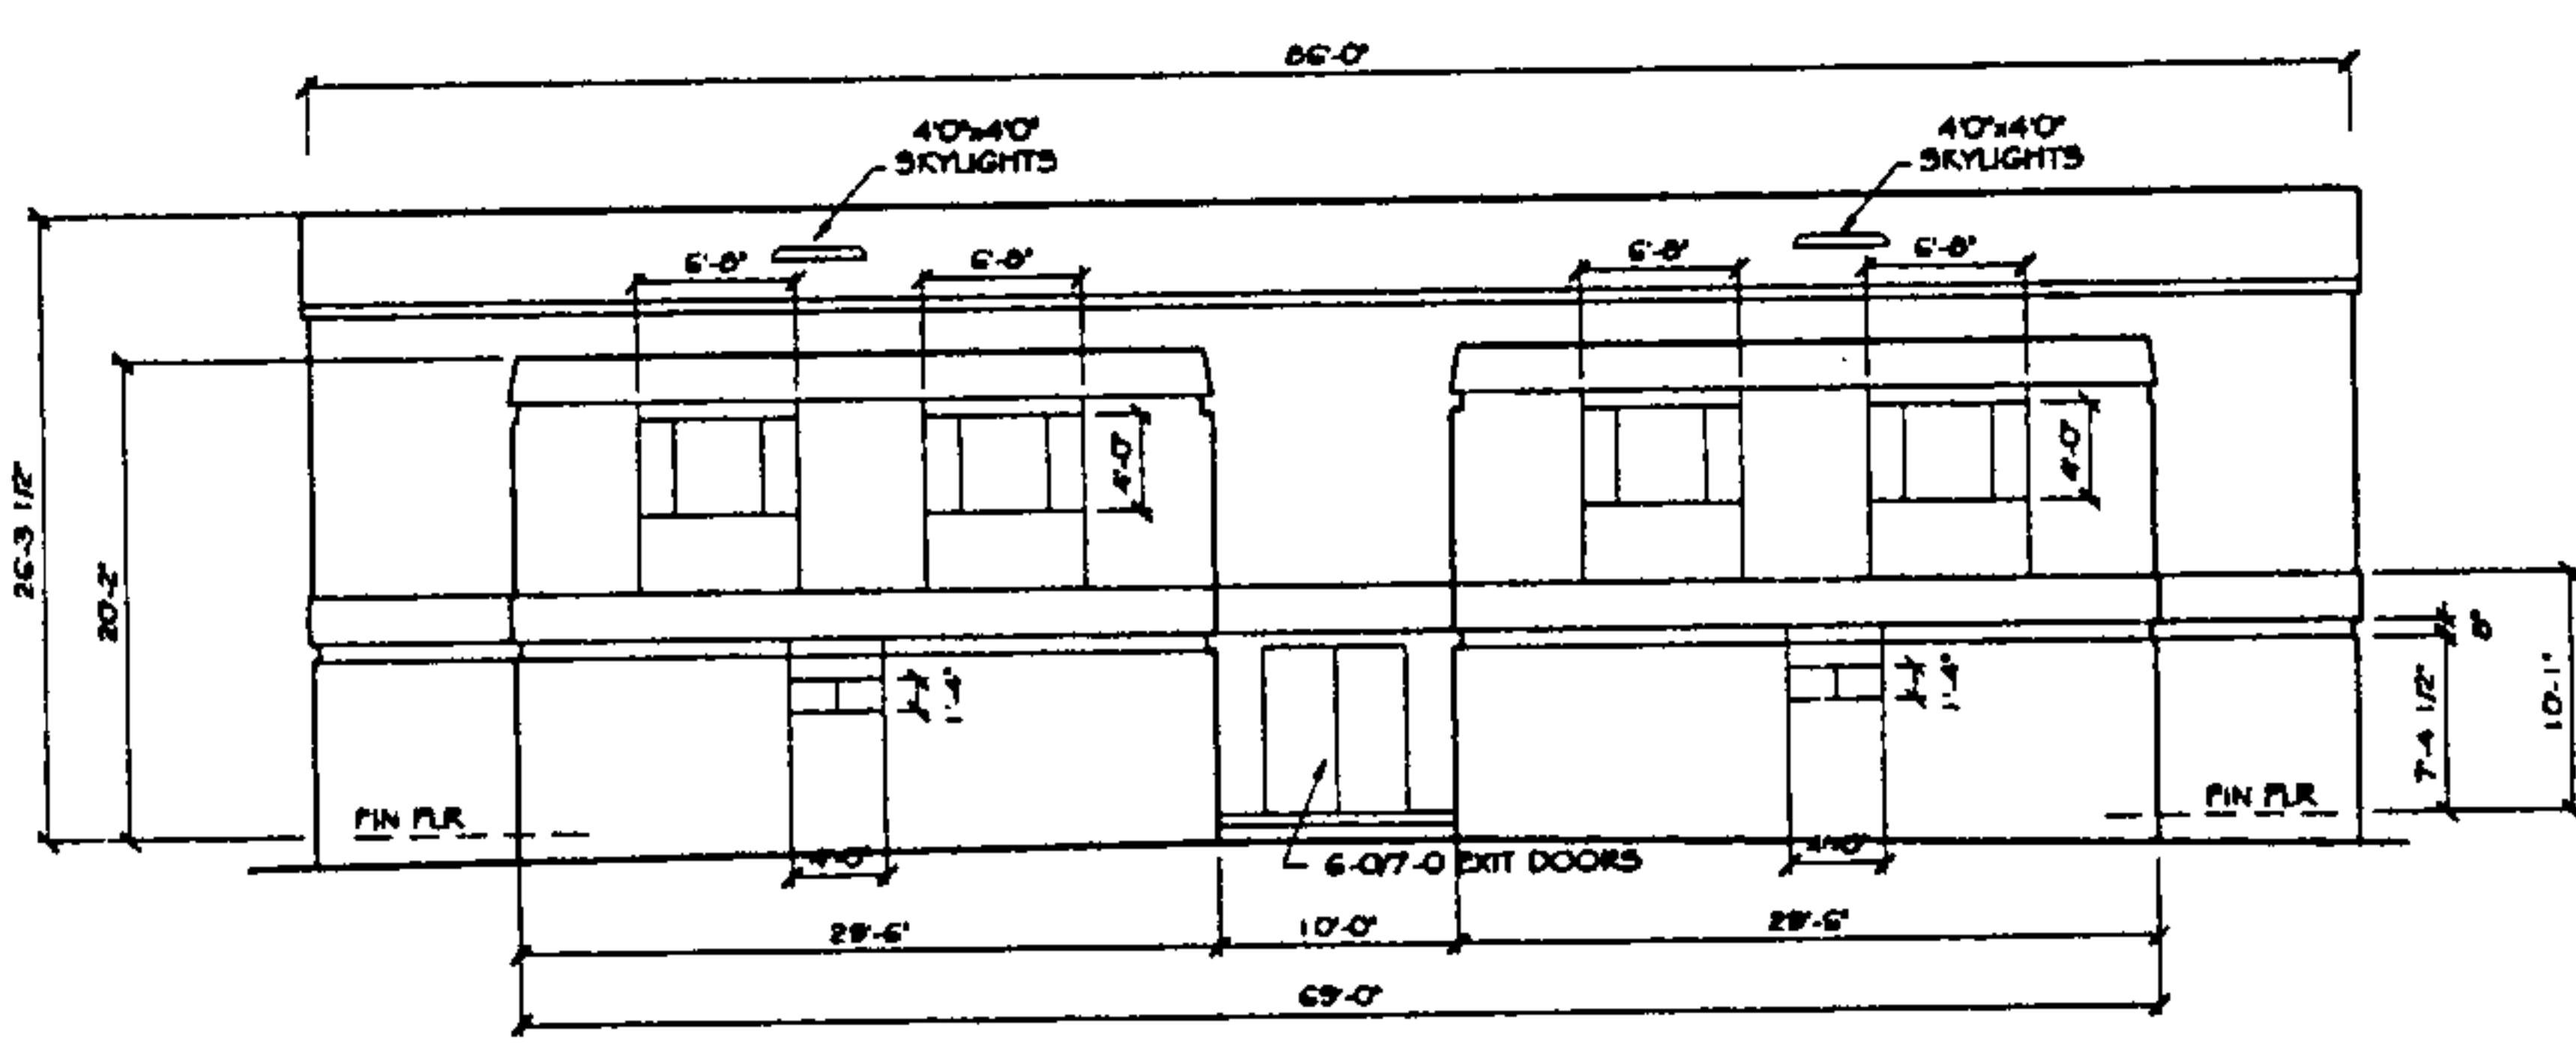 86'-0"
4'0"x4'0"
SKYLIGHTS
4'0"x4'0"
SKYLIGHTS
6'-8"
6'-8"
6'-8"
6'-8"
4'-0"
4'-0"
26'-3 1/2"
20'-2"
8"
1'-4"
1'-4"
7'-4 1/2"
10'-1"
FIN FLR
FIN FLR
4'-0"
4'-0"
6-0/7-0 EXIT DOORS
29'-6"
10'-0"
29'-6"
69'-0"